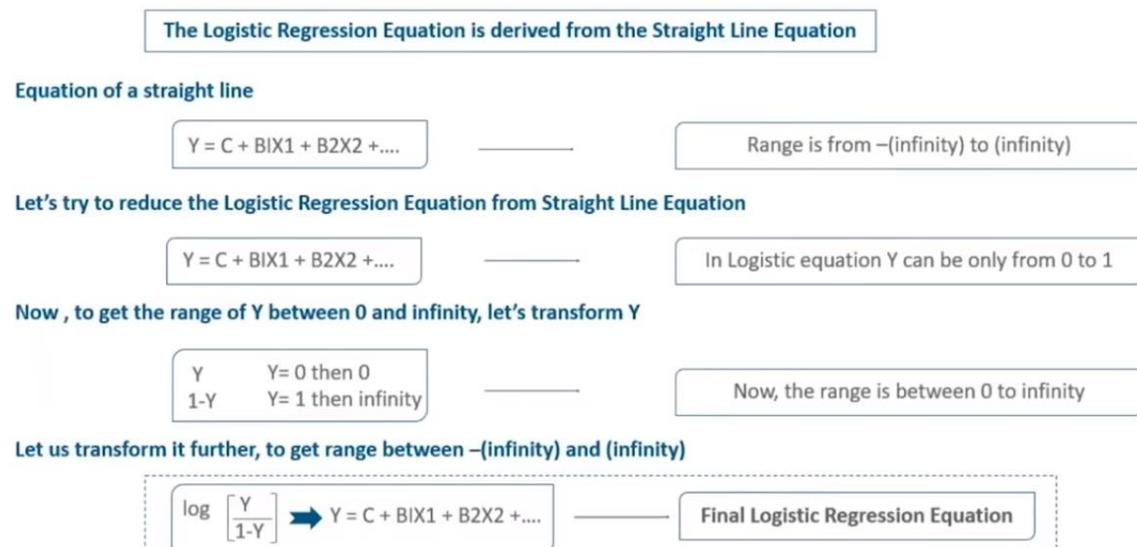 The Logistic Regression Equation is derived from the Straight Line Equation
Equation of a straight line
Y = C + BIX1 + B2X2 +....
Range is from –(infinity) to (infinity)
Let's try to reduce the Logistic Regression Equation from Straight Line Equation
Y = C + BIX1 + B2X2 +....
In Logistic equation Y can be only from 0 to 1
Now , to get the range of Y between 0 and infinity, let's transform Y
Y Y= 0 then 0
1-Y Y= 1 then infinity
Now, the range is between 0 to infinity
Let us transform it further, to get range between –(infinity) and (infinity)
log [Y
1-Y] Y = C + BIX1 + B2X2 +....
Final Logistic Regression Equation